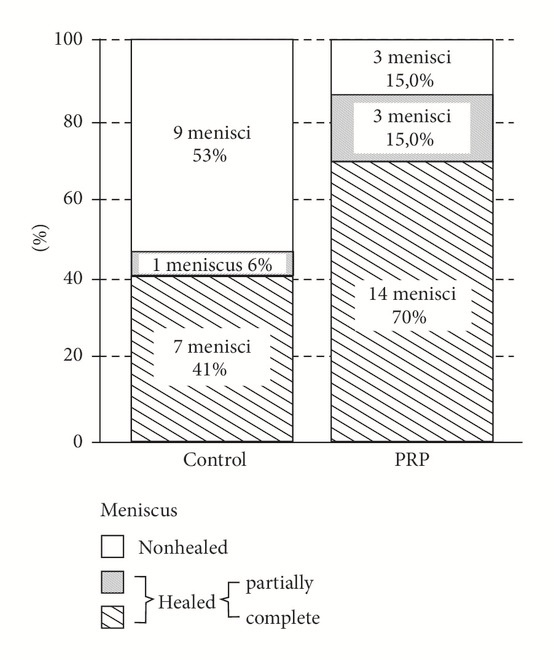 100
80
60
40
20
0
(%)
9 menisci
53%
1 meniscus 6%
7 menisci
41%
3 menisci
15,0%
3 menisci
15,0%
14 menisci
70%
Control
PRP
Meniscus
Nonhealed
Healed
partially
complete